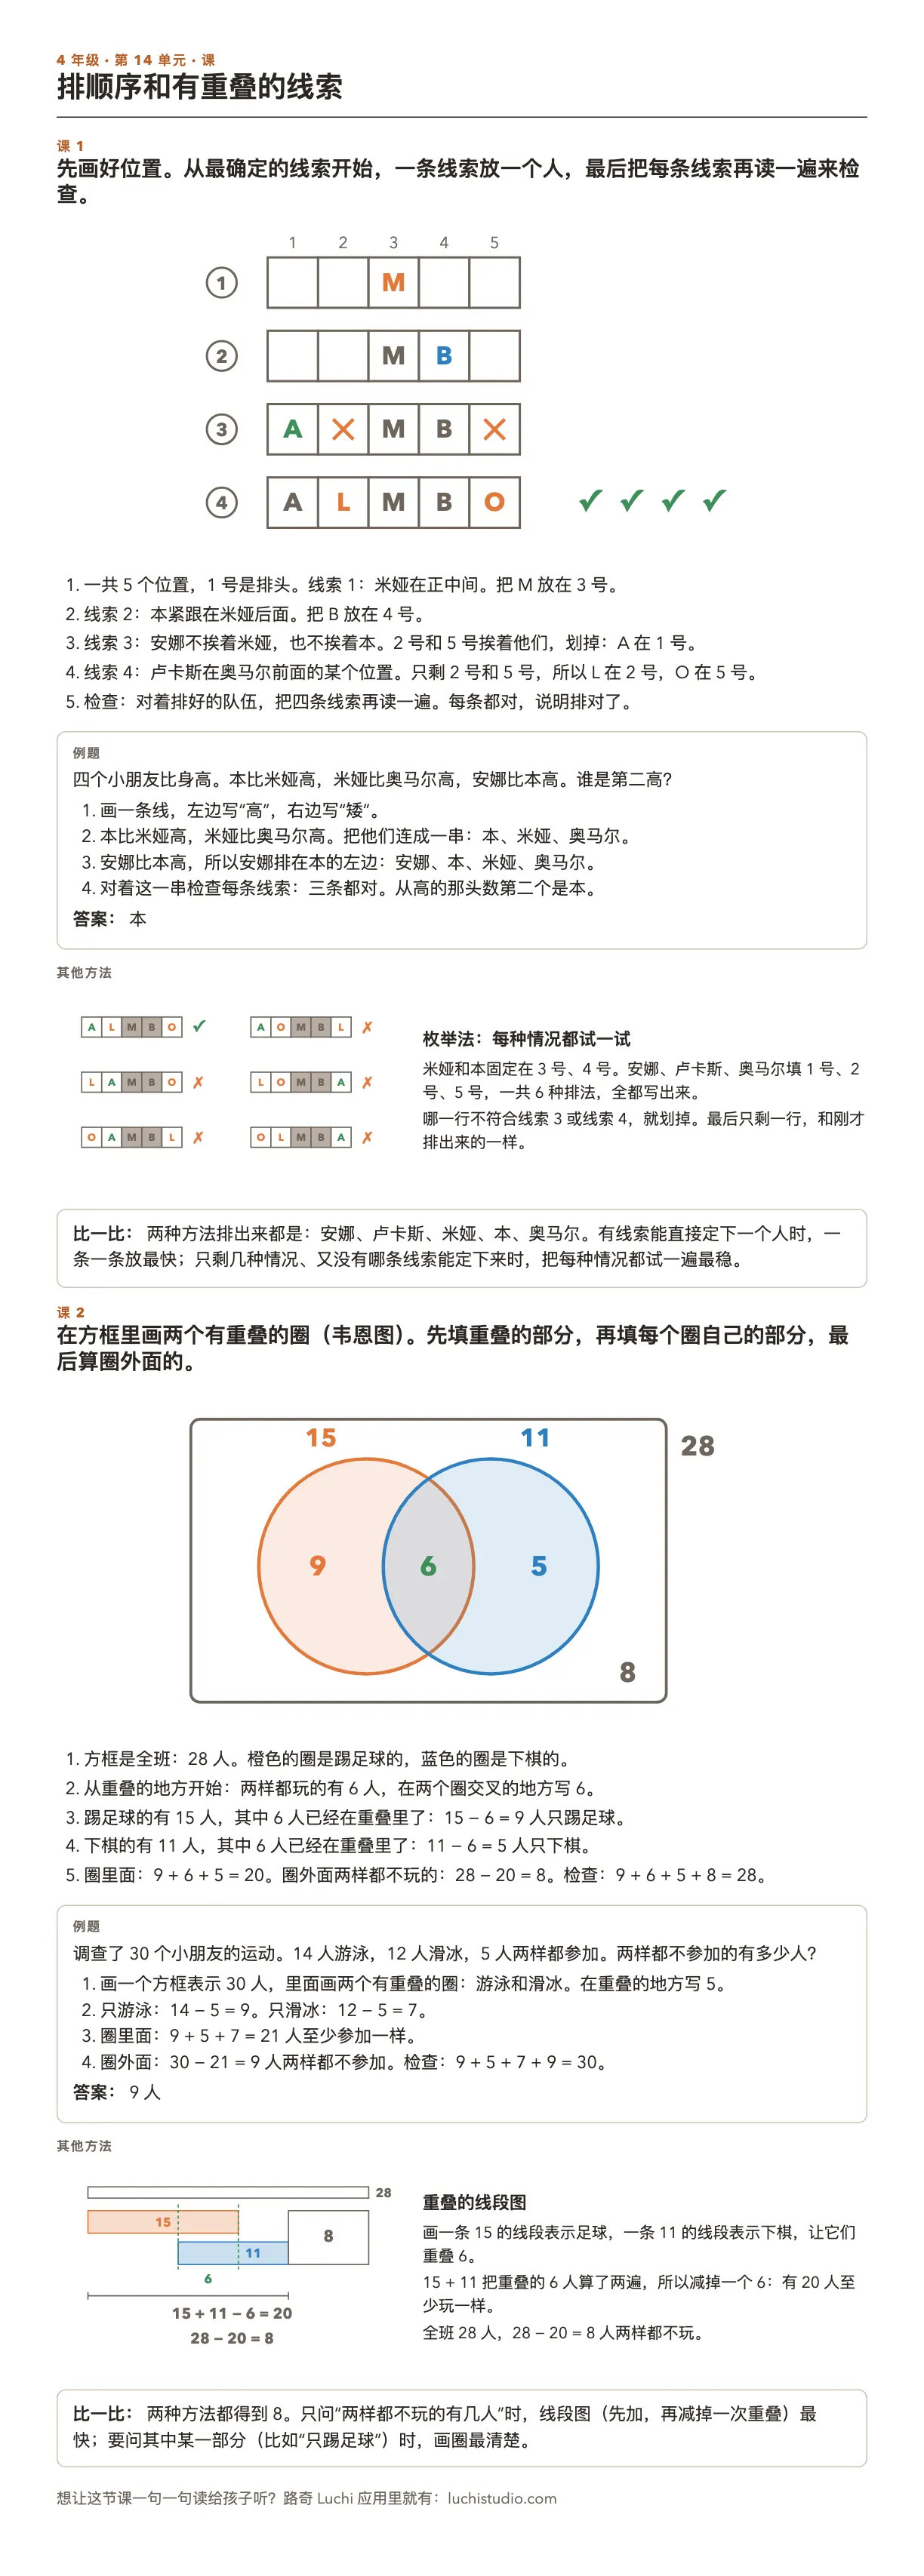 4 年级 · 第 14 单元 · 课
排顺序和有重叠的线索
课 1
先画好位置。从最确定的线索开始，一条线索放一个人，最后把每条线索再读一遍来检
查。
1 2 3 4 5
1 M
2 M B
3 A M B
4 A L M B O
1. 一共 5 个位置，1 号是排头。线索 1：米娅在正中间。把 M 放在 3 号。
2. 线索 2：本紧跟在米娅后面。把 B 放在 4 号。
3. 线索 3：安娜不挨着米娅，也不挨着本。2 号和 5 号挨着他们，划掉：A 在 1 号。
4. 线索 4：卢卡斯在奥马尔前面的某个位置。只剩 2 号和 5 号，所以 L 在 2 号，O 在 5 号。
5. 检查：对着排好的队伍，把四条线索再读一遍。每条都对，说明排对了。
例题
四个小朋友比身高。本比米娅高，米娅比奥马尔高，安娜比本高。谁是第二高？
1. 画一条线，左边写“高”，右边写“矮”。
2. 本比米娅高，米娅比奥马尔高。把他们连成一串：本、米娅、奥马尔。
3. 安娜比本高，所以安娜排在本的左边：安娜、本、米娅、奥马尔。
4. 对着这一串检查每条线索：三条都对。从高的那头数第二个是本。
答案： 本
其他方法
A L M B O ✓ A O M B L ✗
L A M B O ✗ L O M B A ✗
O A M B L ✗ O L M B A ✗
枚举法：每种情况都试一试
米娅和本固定在 3 号、4 号。安娜、卢卡斯、奥马尔填 1 号、2
号、5 号，一共 6 种排法，全都写出来。
哪一行不符合线索 3 或线索 4，就划掉。最后只剩一行，和刚才
排出来的一样。
比一比： 两种方法排出来都是：安娜、卢卡斯、米娅、本、奥马尔。有线索能直接定下一个人时，一
条一条放最快；只剩几种情况、又没有哪条线索能定下来时，把每种情况都试一遍最稳。
课 2
在方框里画两个有重叠的圈（韦恩图）。先填重叠的部分，再填每个圈自己的部分，最
后算圈外面的。
15 11 28
9 6 5
8
1. 方框是全班：28 人。橙色的圈是踢足球的，蓝色的圈是下棋的。
2. 从重叠的地方开始：两样都玩的有 6 人，在两个圈交叉的地方写 6。
3. 踢足球的有 15 人，其中 6 人已经在重叠里了：15 − 6 = 9 人只踢足球。
4. 下棋的有 11 人，其中 6 人已经在重叠里了：11 − 6 = 5 人只下棋。
5. 圈里面：9 + 6 + 5 = 20。圈外面两样都不玩的：28 − 20 = 8。检查：9 + 6 + 5 + 8 = 28。
例题
调查了 30 个小朋友的运动。14 人游泳，12 人滑冰，5 人两样都参加。两样都不参加的有多少人？
1. 画一个方框表示 30 人，里面画两个有重叠的圈：游泳和滑冰。在重叠的地方写 5。
2. 只游泳：14 − 5 = 9。只滑冰：12 − 5 = 7。
3. 圈里面：9 + 5 + 7 = 21 人至少参加一样。
4. 圈外面：30 − 21 = 9 人两样都不参加。检查：9 + 5 + 7 + 9 = 30。
答案： 9 人
其他方法
28
15
8
11
6
15 + 11 − 6 = 20
28 − 20 = 8
重叠的线段图
画一条 15 的线段表示足球，一条 11 的线段表示下棋，让它们
重叠 6。
15 + 11 把重叠的 6 人算了两遍，所以减掉一个 6：有 20 人至
少玩一样。
全班 28 人，28 − 20 = 8 人两样都不玩。
比一比： 两种方法都得到 8。只问“两样都不玩的有几人”时，线段图（先加，再减掉一次重叠）最
快；要问其中某一部分（比如“只踢足球”）时，画圈最清楚。
想让这节课一句一句读给孩子听？路奇 Luchi 应用里就有：luchistudio.com